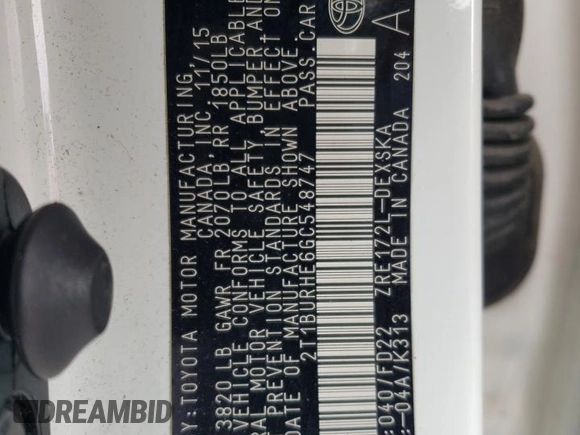 Y:TOYOTA MOTOR MANUFACTURING,
CANADA, INC. 11/15
3820 LB GAWR FR 2070LB RR 1850LB
VEHICLE CONFORMS TO ALL APPLICABLE
RAL MOTOR VEHICLE SAFETY, BUMPER AND
PREVENTION STANDARDS IN EFFECT ON
DATE OF MANUFACTURE SHOWN ABOVE
2T1BURHE6GC548747 PASS.CAR
:040/FD22 ZRE172L-DEXSKA
:-04A/K313 MADE IN CANADA 204 A
DREAMBID